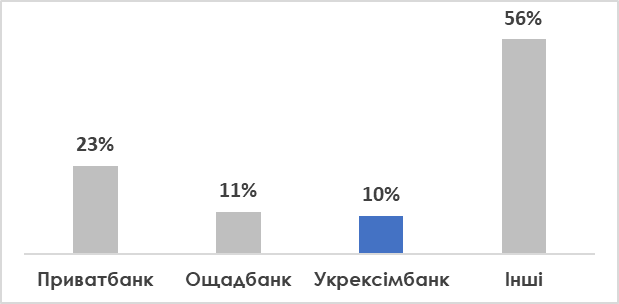 56%
23%
11%
10%
Приватбанк
Ощадбанк
Укрексімбанк
Інші